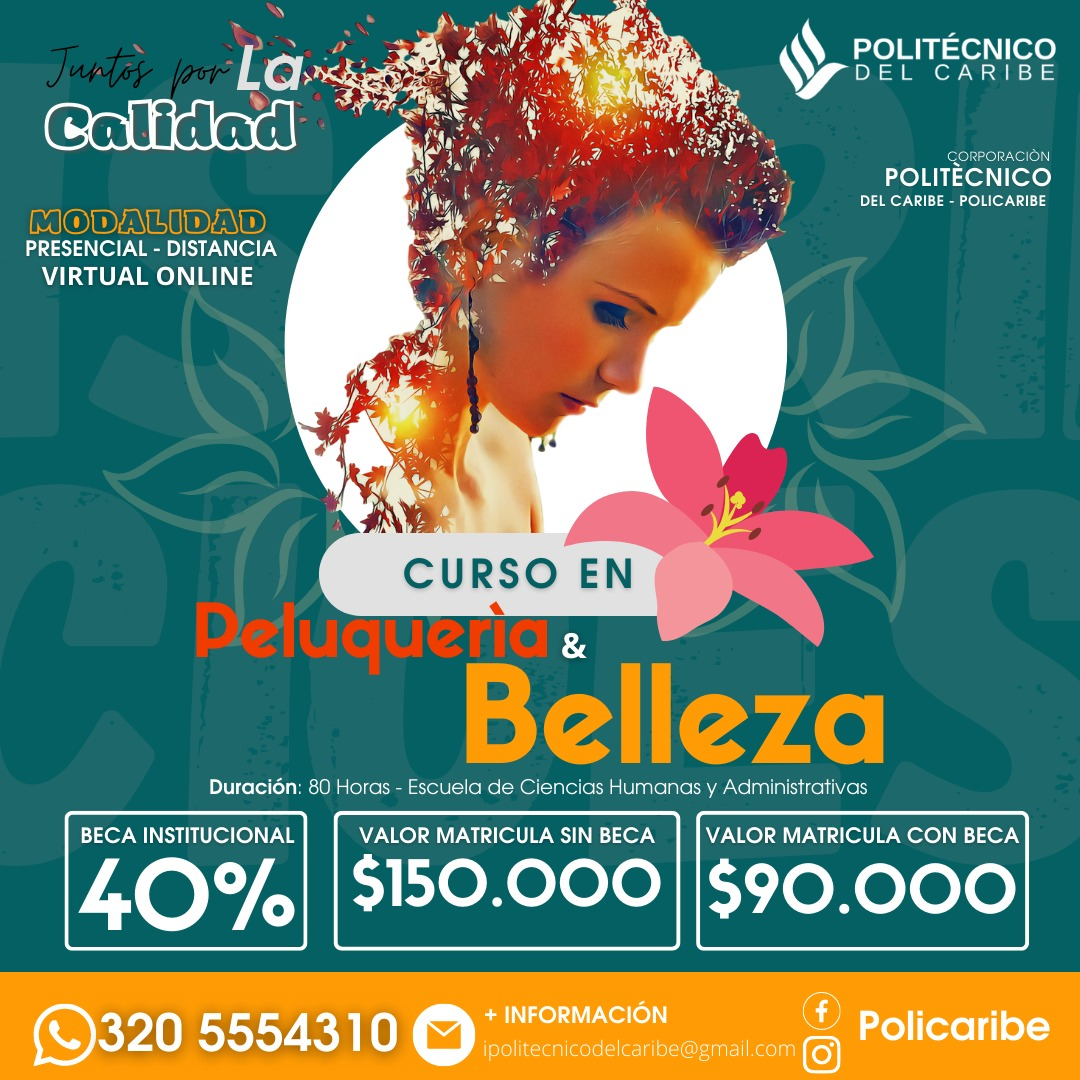 Juntos por La
Calidad
POLITÉCNICO
DEL CARIBE
CORPORACIÒN
POLITÈCNICO
DEL CARIBE - POLICARIBE
MODALIDAD
PRESENCIAL - DISTANCIA
VIRTUAL ONLINE
CURSO EN
Peluquerìa &
Belleza
Duración: 80 Horas - Escuela de Ciencias Humanas y Administrativas
BECA INSTITUCIONAL
40%
VALOR MATRICULA SIN BECA
$150.000
VALOR MATRICULA CON BECA
$90.000
320 5554310
+ INFORMACIÓN
ipolitecnicodelcaribe@gmail.com
Policaribe